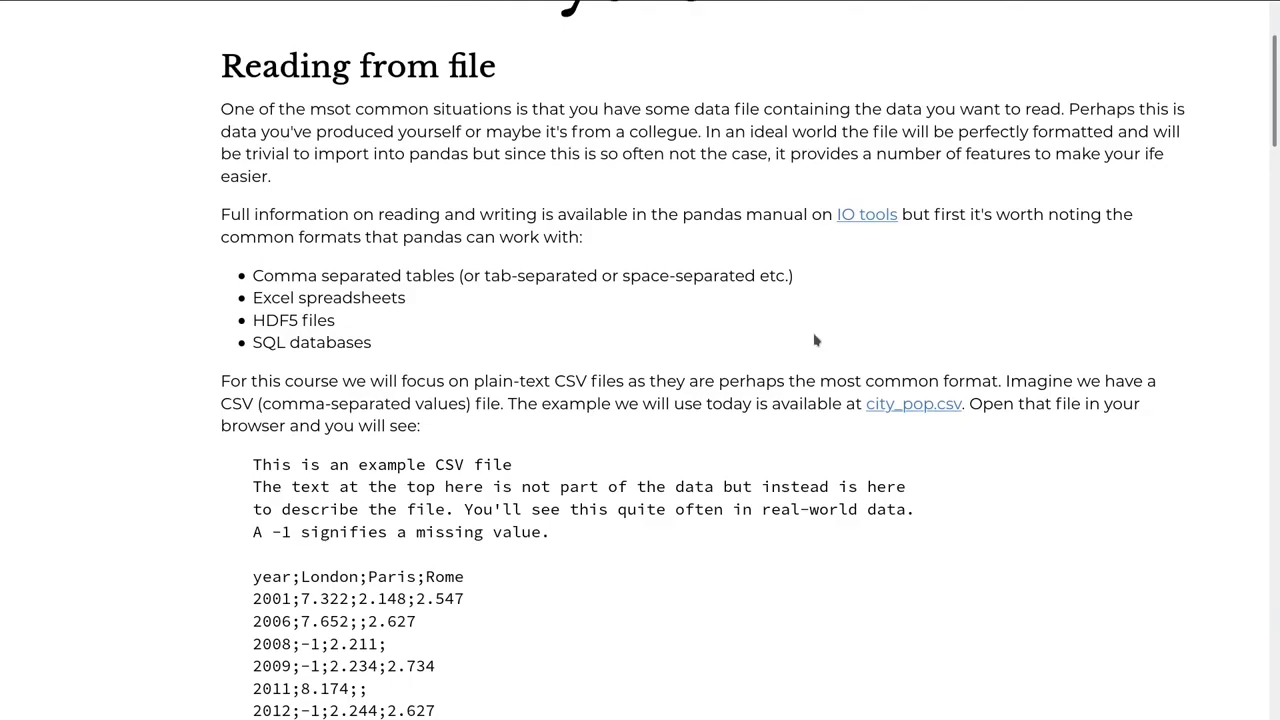 Reading from file
One of the msot common situations is that you have some data file containing the data you want to read. Perhaps this is
data you've produced yourself or maybe it's from a collegue. In an ideal world the file will be perfectly formatted and will
be trivial to import into pandas but since this is so often not the case, it provides a number of features to make your ife
easier.
Full information on reading and writing is available in the pandas manual on IO tools but first it's worth noting the
common formats that pandas can work with:
• Comma separated tables (or tab-separated or space-separated etc.)
• Excel spreadsheets
• HDF5 files
• SQL databases
For this course we will focus on plain-text CSV files as they are perhaps the most common format. Imagine we have a
CSV (comma-separated values) file. The example we will use today is available at city_pop.csv. Open that file in your
browser and you will see:
This is an example CSV file
The text at the top here is not part of the data but instead is here
to describe the file. You'll see this quite often in real-world data.
A -1 signifies a missing value.
year;London;Paris;Rome
2001;7.322;2.148;2.547
2006;7.652;;2.627
2008;-1;2.211;
2009;-1;2.234;2.734
2011;8.174;;
2012;-1;2.244;2.627